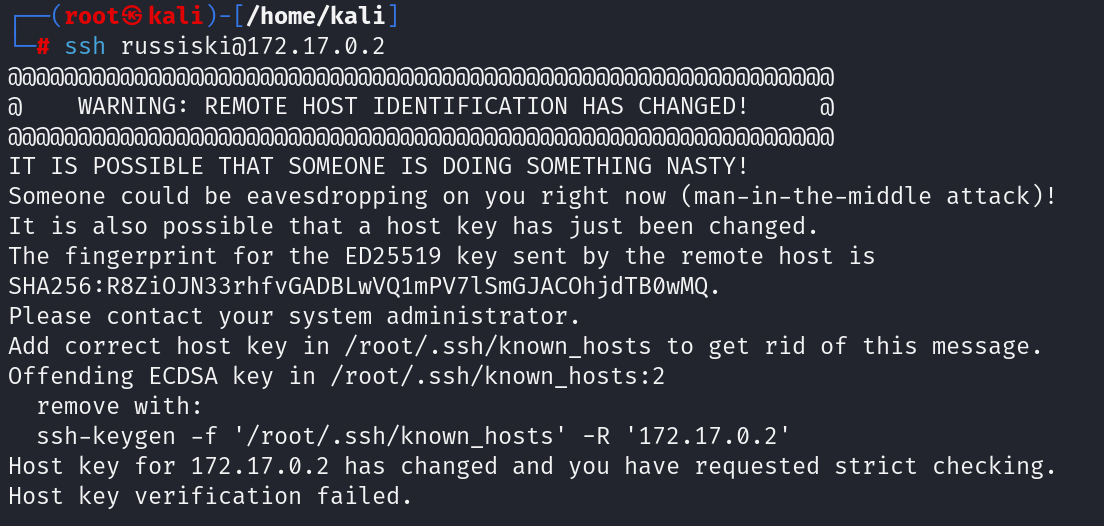 ┌──(root㉿kali)-[/home/kali]
└─# ssh russiski@172.17.0.2
@@@@@@@@@@@@@@@@@@@@@@@@@@@@@@@@@@@@@@@@@@@@@@@@@@@@@@@@@@@
@    WARNING: REMOTE HOST IDENTIFICATION HAS CHANGED!     @
@@@@@@@@@@@@@@@@@@@@@@@@@@@@@@@@@@@@@@@@@@@@@@@@@@@@@@@@@@@
IT IS POSSIBLE THAT SOMEONE IS DOING SOMETHING NASTY!
Someone could be eavesdropping on you right now (man-in-the-middle attack)!
It is also possible that a host key has just been changed.
The fingerprint for the ED25519 key sent by the remote host is
SHA256:R8ZiOJN33rhfvGADBLwVQ1mPV7lSmGJACOhjdTB0wMQ.
Please contact your system administrator.
Add correct host key in /root/.ssh/known_hosts to get rid of this message.
Offending ECDSA key in /root/.ssh/known_hosts:2
  remove with:
  ssh-keygen -f '/root/.ssh/known_hosts' -R '172.17.0.2'
Host key for 172.17.0.2 has changed and you have requested strict checking.
Host key verification failed.